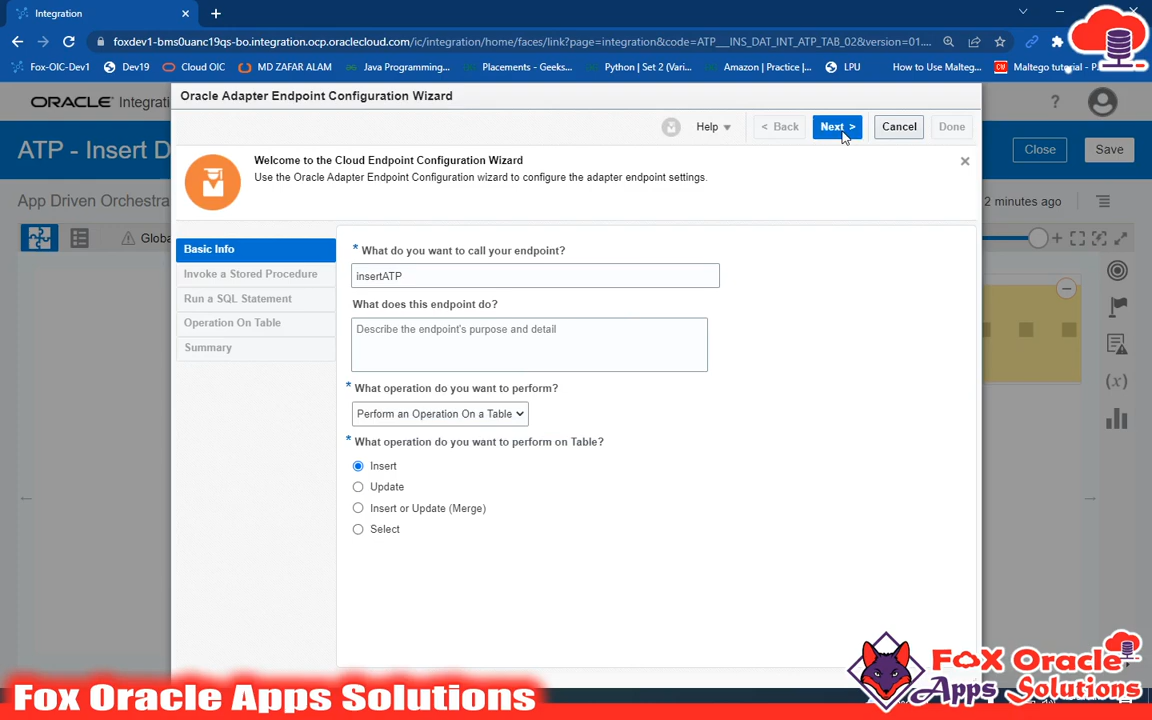 Integration
foxdev1-bms0uanc19qs-bo.integration.ocp.oraclecloud.com/ic/integration/home/faces/link?page=integration&code=ATP__INS_DAT_INT_ATP_TAB_02&version=01....
Fox-OIC-Dev1 Dev19 Cloud OIC MD ZAFAR ALAM Java Programming... Placements - Geeks... Python | Set 2 (Vari... Amazon | Practice |... LPU How to Use Malteg... Maltego tutorial - P
Oracle Adapter Endpoint Configuration Wizard
ORACLE Integrat
Help < Back Next > Cancel Done
ATP - Insert D
Close Save
Welcome to the Cloud Endpoint Configuration Wizard
Use the Oracle Adapter Endpoint Configuration wizard to configure the adapter endpoint settings.
App Driven Orchestra
2 minutes ago
Globa
Basic Info
Invoke a Stored Procedure
Run a SQL Statement
Operation On Table
Summary
* What do you want to call your endpoint?
insertATP
What does this endpoint do?
Describe the endpoint's purpose and detail
* What operation do you want to perform?
Perform an Operation On a Table
* What operation do you want to perform on Table?
Insert
Update
Insert or Update (Merge)
Select
(x)
Fox Oracle Apps Solutions
Fox Oracle
Apps Solutions